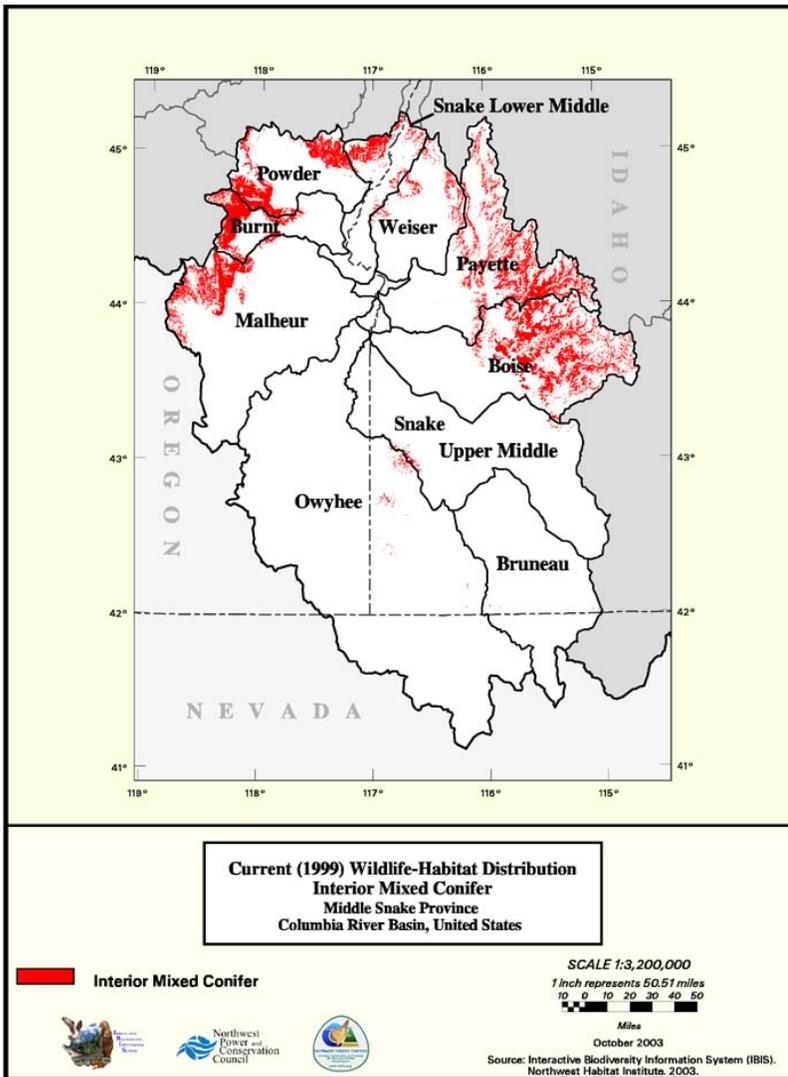 119° 118° 117° 116° 115°
Snake Lower Middle
45° 45°
Powder
IDAHO
Burnt
Weiser
Payette
44° 44°
Malheur
Boise
OREGON
Snake
Upper Middle
43° 43°
Owyhee
Bruneau
42° 42°
NEVADA
41° 41°
119° 118° 117° 116° 115°
Current (1999) Wildlife-Habitat Distribution
Interior Mixed Conifer
Middle Snake Province
Columbia River Basin, United States
Interior Mixed Conifer
SCALE 1:3,200,000
1 inch represents 50.51 miles
10 0 10 20 30 40 50
Miles
October 2003
Northwest
Power and
Conservation
Council
Source: Interactive Biodiversity Information System (IBIS).
Northwest Habitat Institute. 2003.